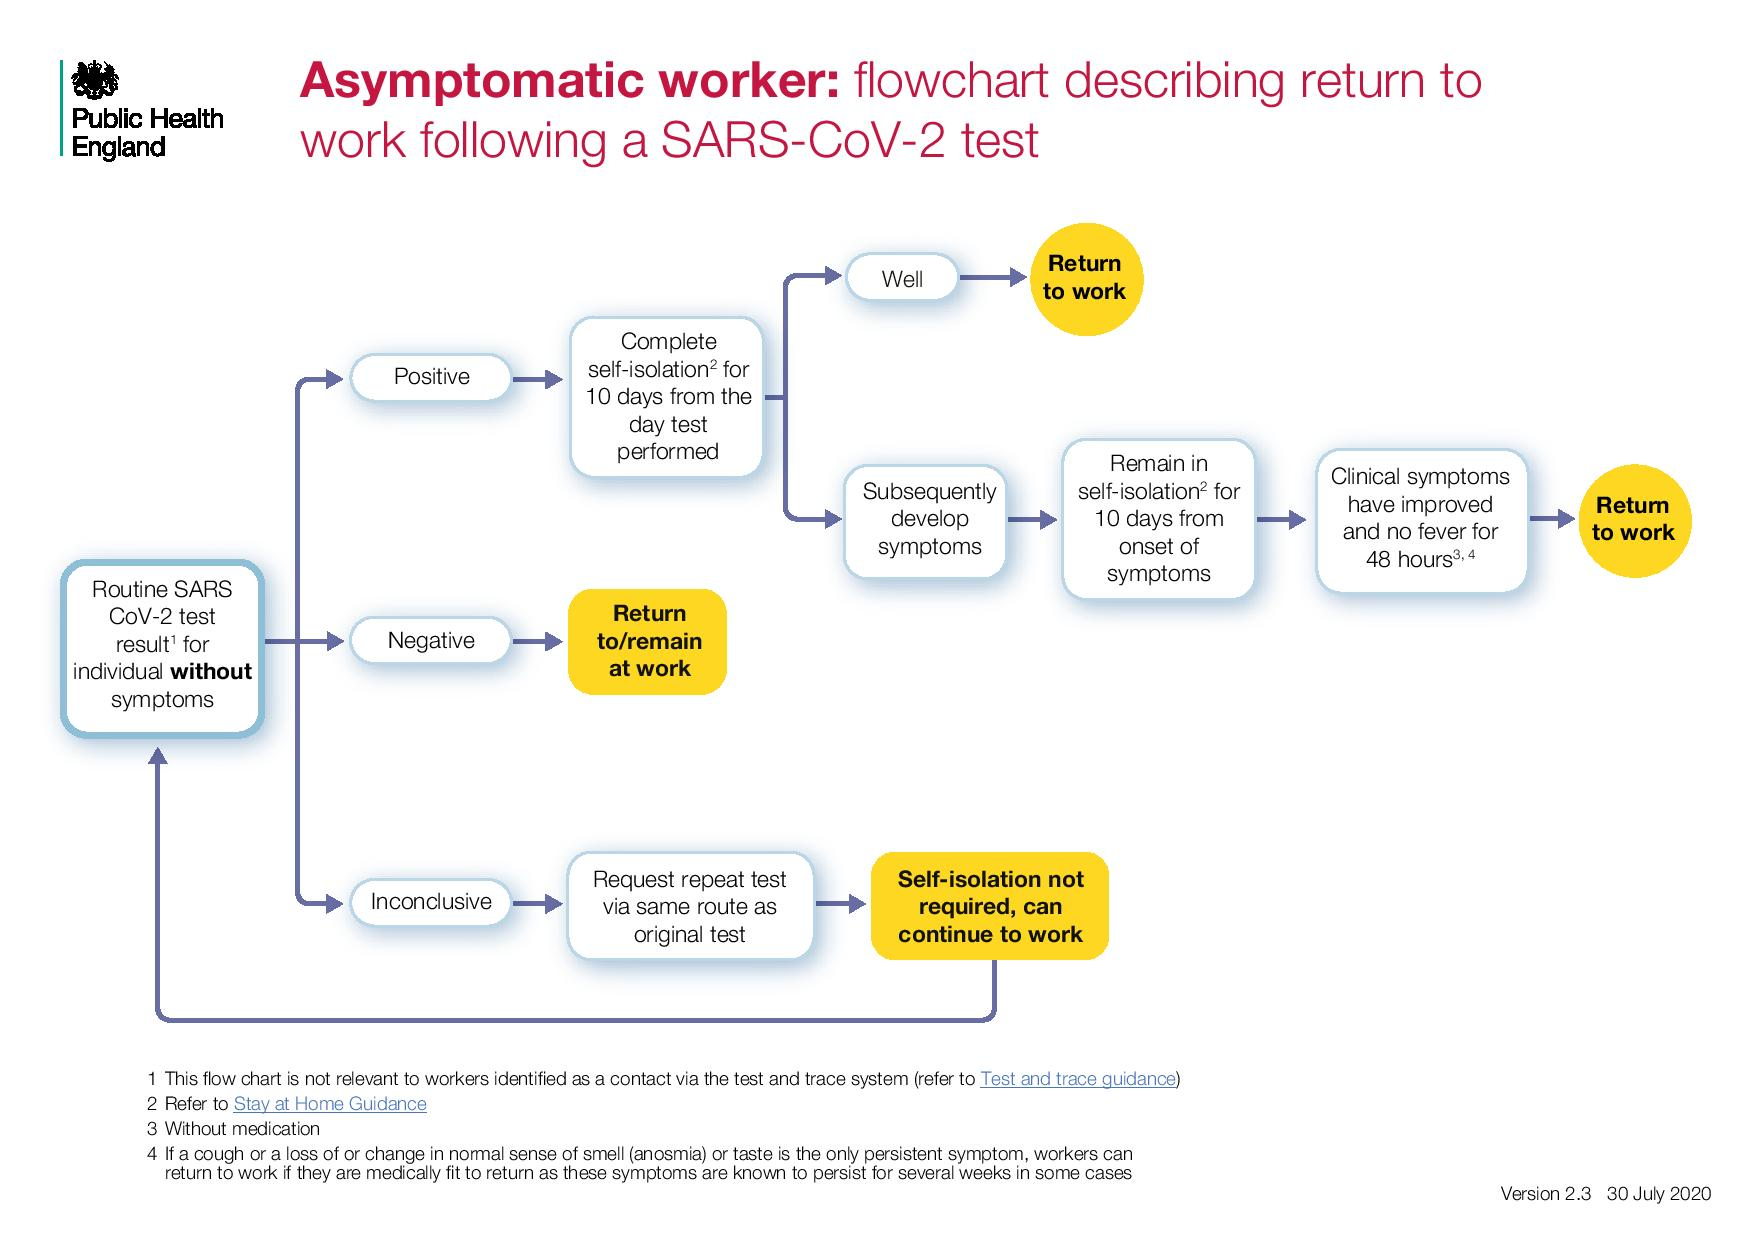 Public Health
England
Asymptomatic worker: flowchart describing return to
work following a SARS-CoV-2 test
Well
Return
to work
Positive
Complete
self-isolation² for
10 days from the
day test
performed
Subsequently
develop
symptoms
Remain in
self-isolation² for
10 days from
onset of
symptoms
Clinical symptoms
have improved
and no fever for
48 hours³, ⁴
Return
to work
Routine SARS
CoV-2 test
result¹ for
individual without
symptoms
Negative
Return
to/remain
at work
Inconclusive
Request repeat test
via same route as
original test
Self-isolation not
required, can
continue to work
1 This flow chart is not relevant to workers identified as a contact via the test and trace system (refer to Test and trace guidance)
2 Refer to Stay at Home Guidance
3 Without medication
4 If a cough or a loss of or change in normal sense of smell (anosmia) or taste is the only persistent symptom, workers can
return to work if they are medically fit to return as these symptoms are known to persist for several weeks in some cases
Version 2.3 30 July 2020